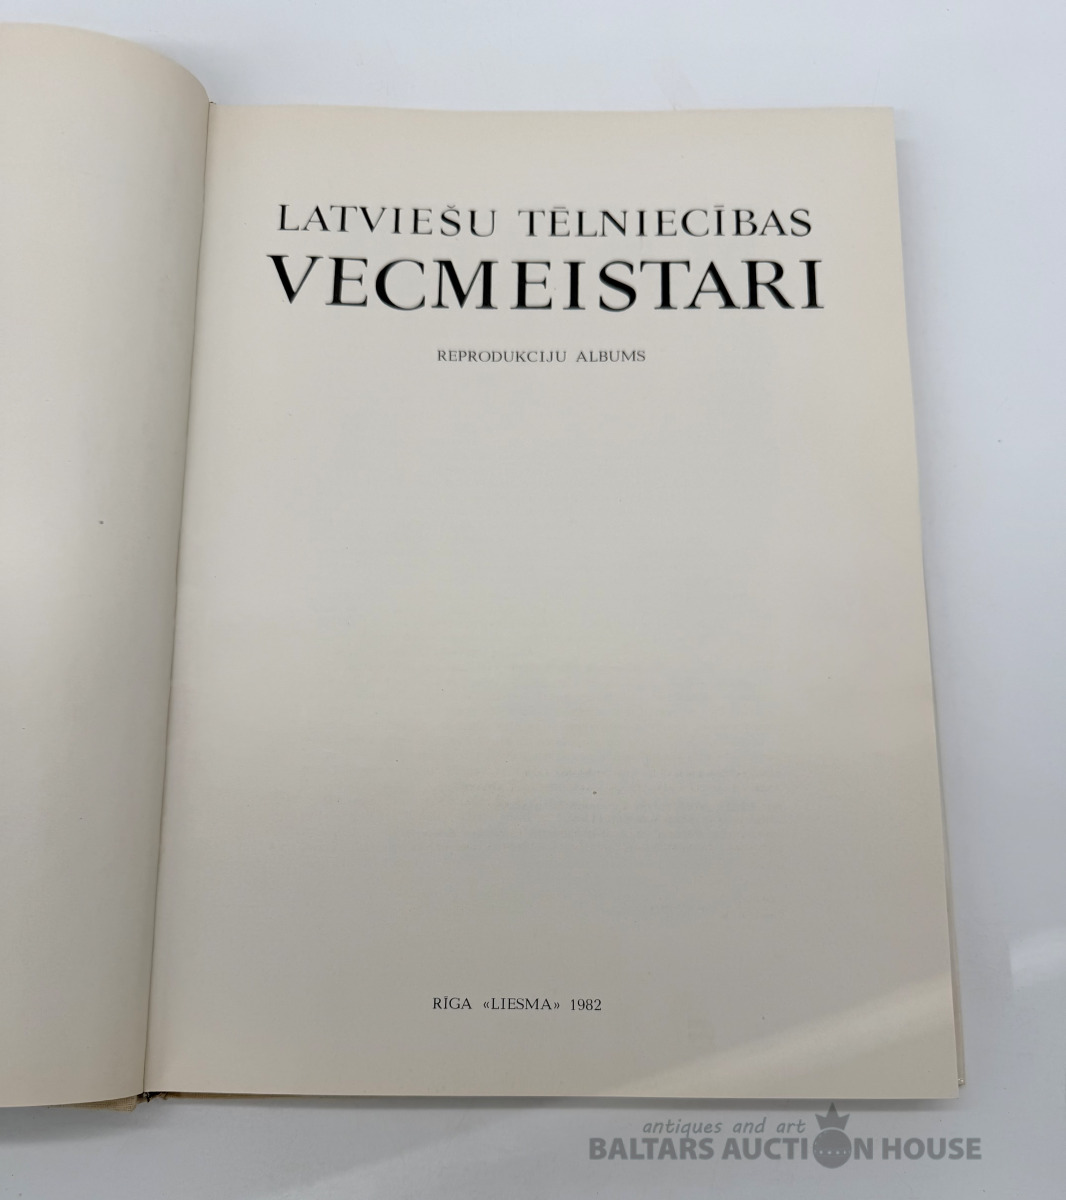 LATVIEŠU TĒLNIECĪBAS
VECMEISTARI
REPRODUKCIJU ALBUMS
RĪGA «LIESMA» 1982
antiques and art
BALTARS AUCTION HOUSE